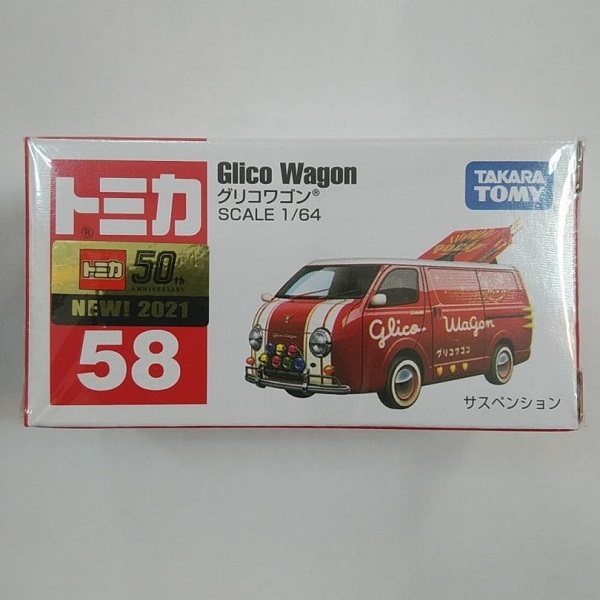 トミカ
®
トミカ
50th
ANNIVERSARY
NEW! 2021
58
Glico Wagon
グリコワゴン®
SCALE 1/64
TAKARA
TOMY
Glico Wagon
グリコワゴン
サスペンション